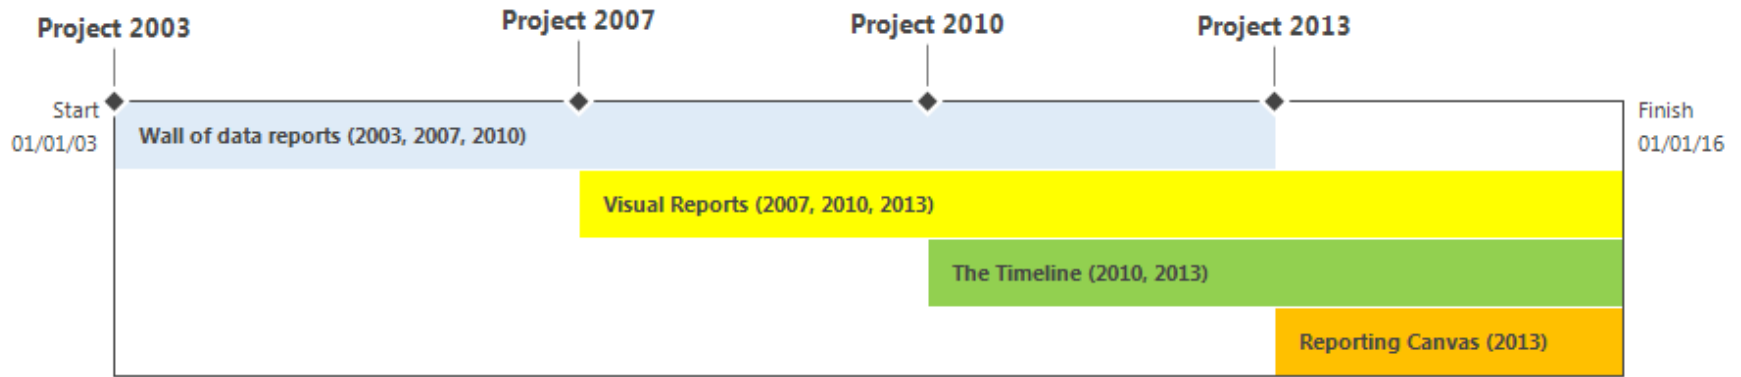 Project 2003
Project 2007
Project 2010
Project 2013
Start
01/01/03
Finish
01/01/16
Wall of data reports (2003, 2007, 2010)
Visual Reports (2007, 2010, 2013)
The Timeline (2010, 2013)
Reporting Canvas (2013)